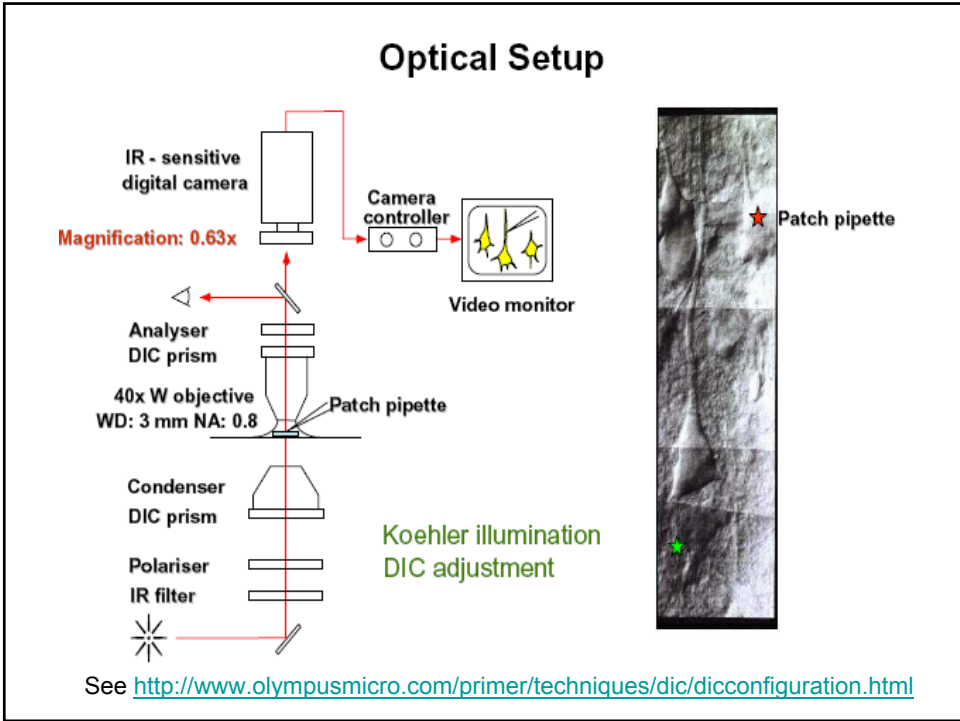 Optical Setup
IR - sensitive
digital camera
Magnification: 0.63x
Camera
controller
Video monitor
Patch pipette
Analyser
DIC prism
40x W objective
WD: 3 mm NA: 0.8
Patch pipette
Condenser
DIC prism
Koehler illumination
DIC adjustment
Polariser
IR filter
See http://www.olympusmicro.com/primer/techniques/dic/dicconfiguration.html